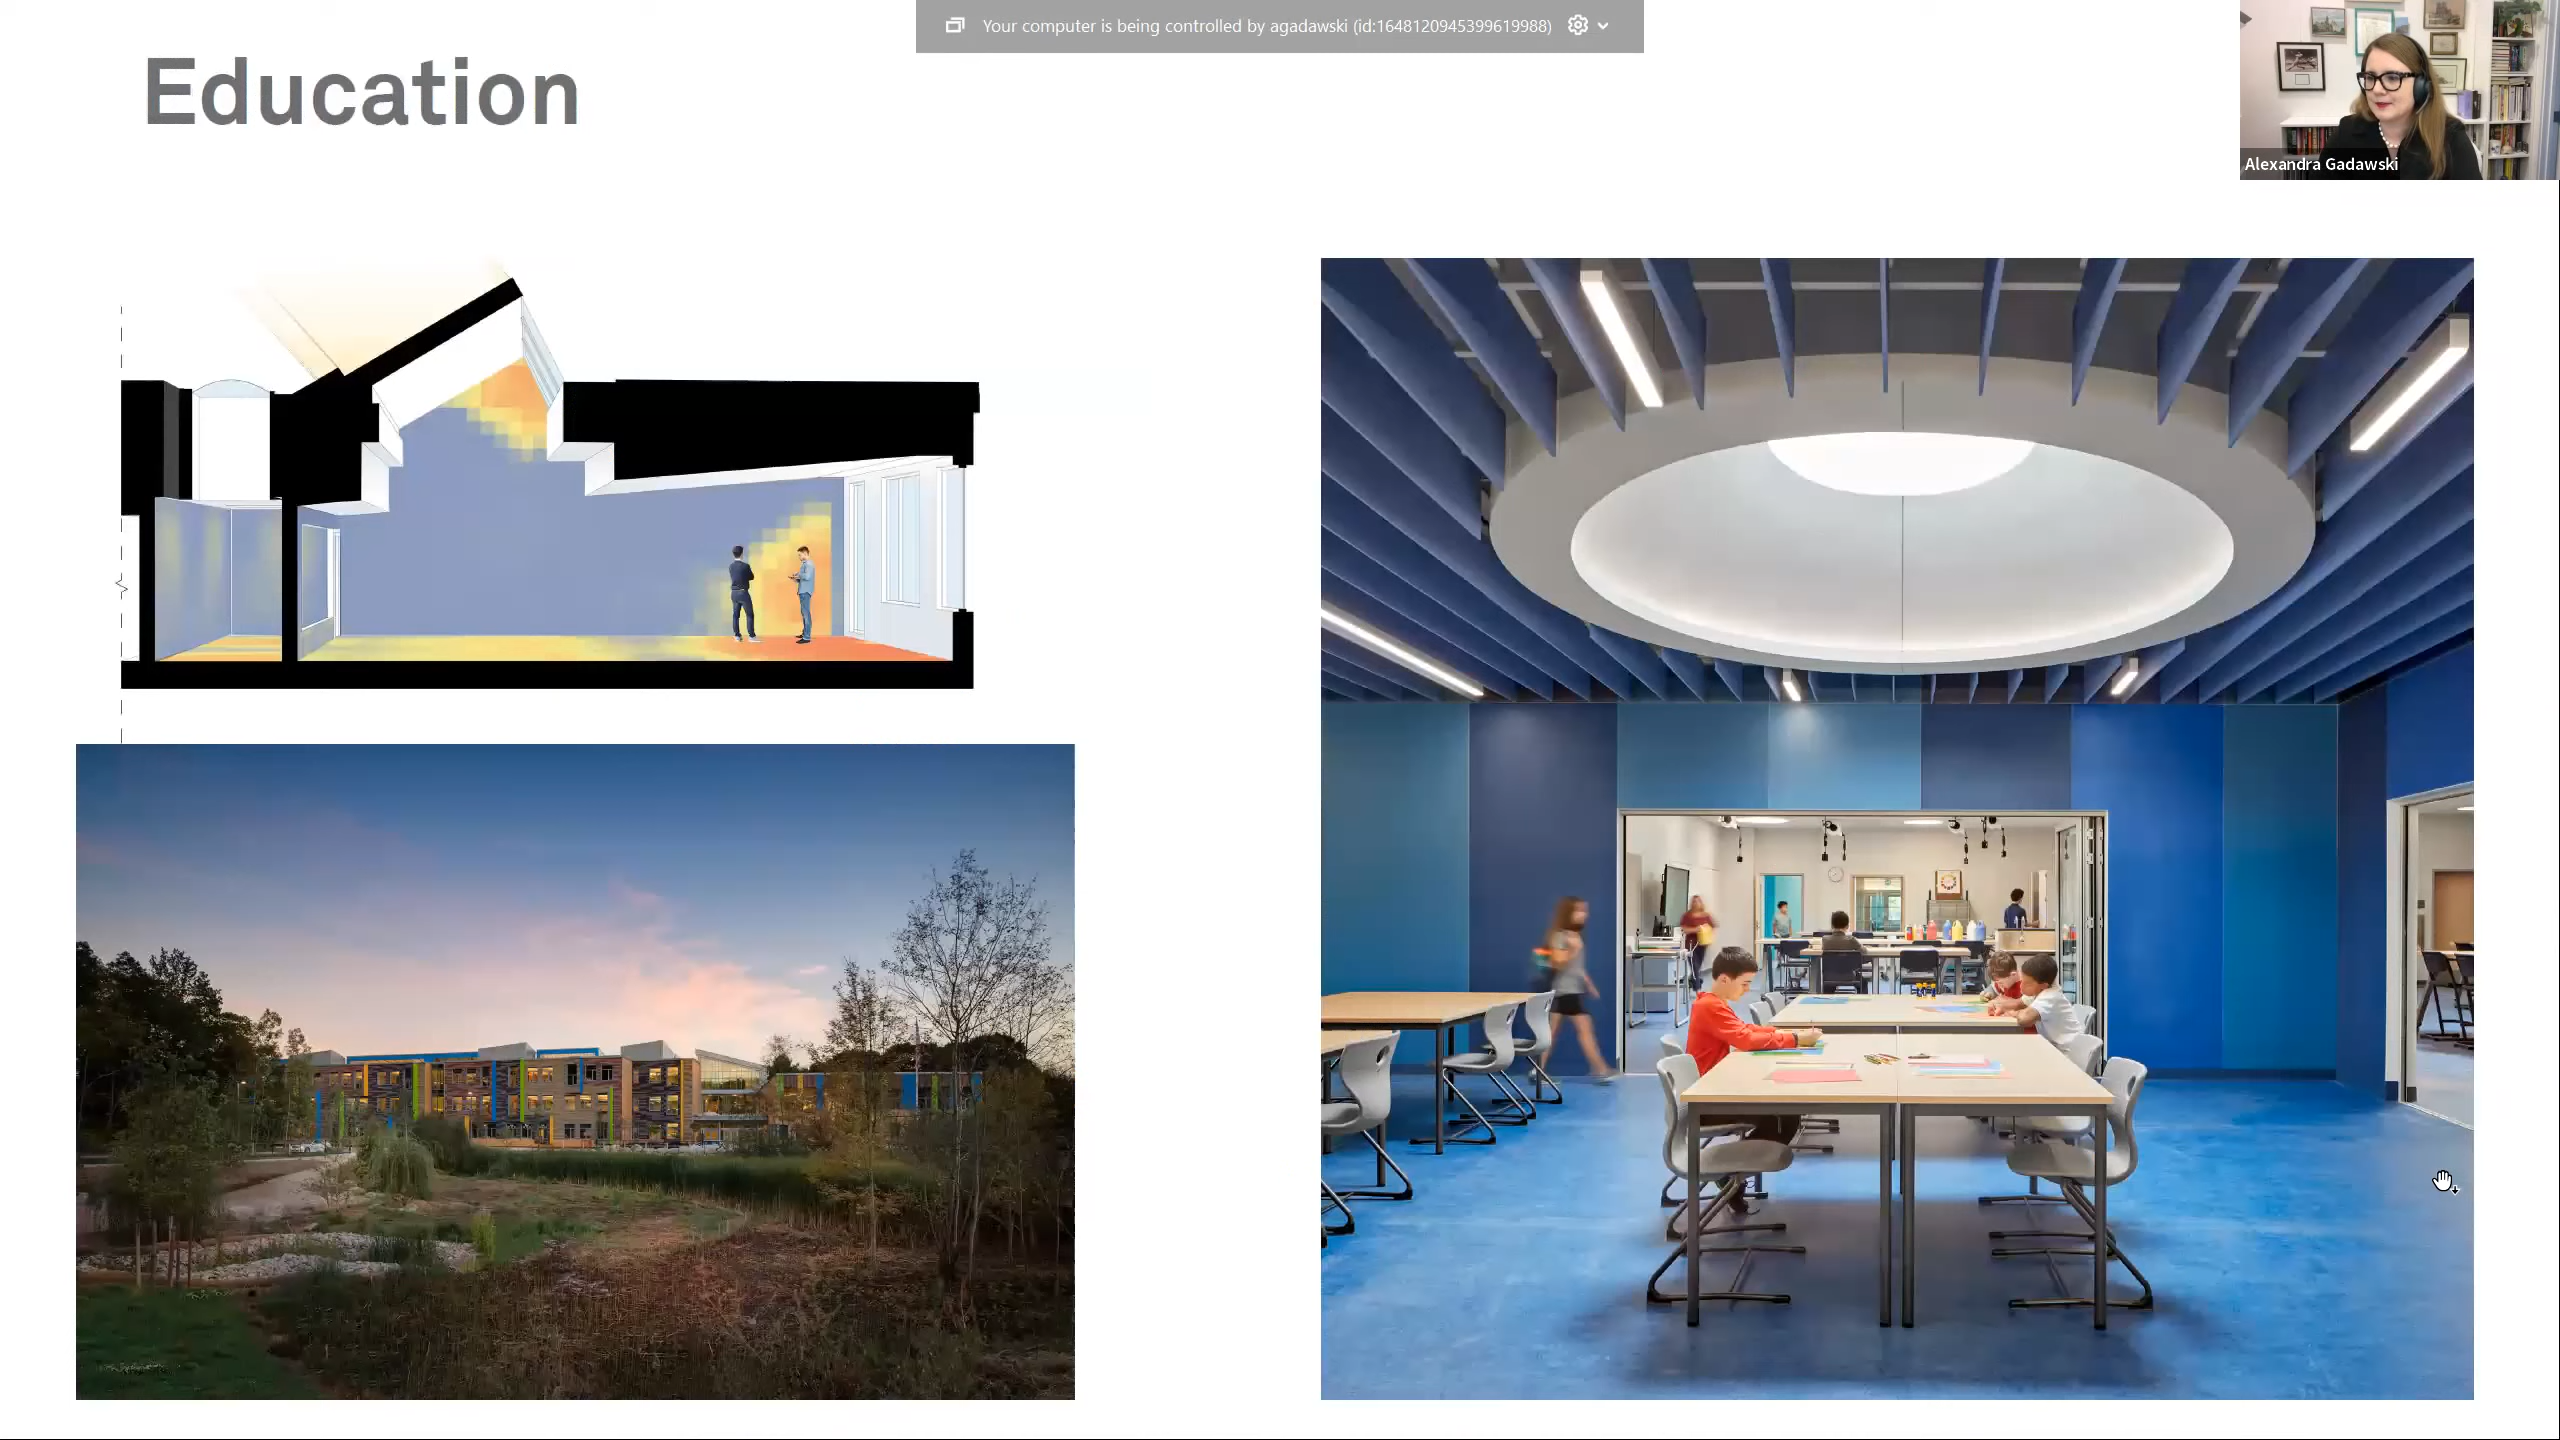 Your computer is being controlled by agadawski (id:1648120945399619988)
Education
Alexandra Gadawski